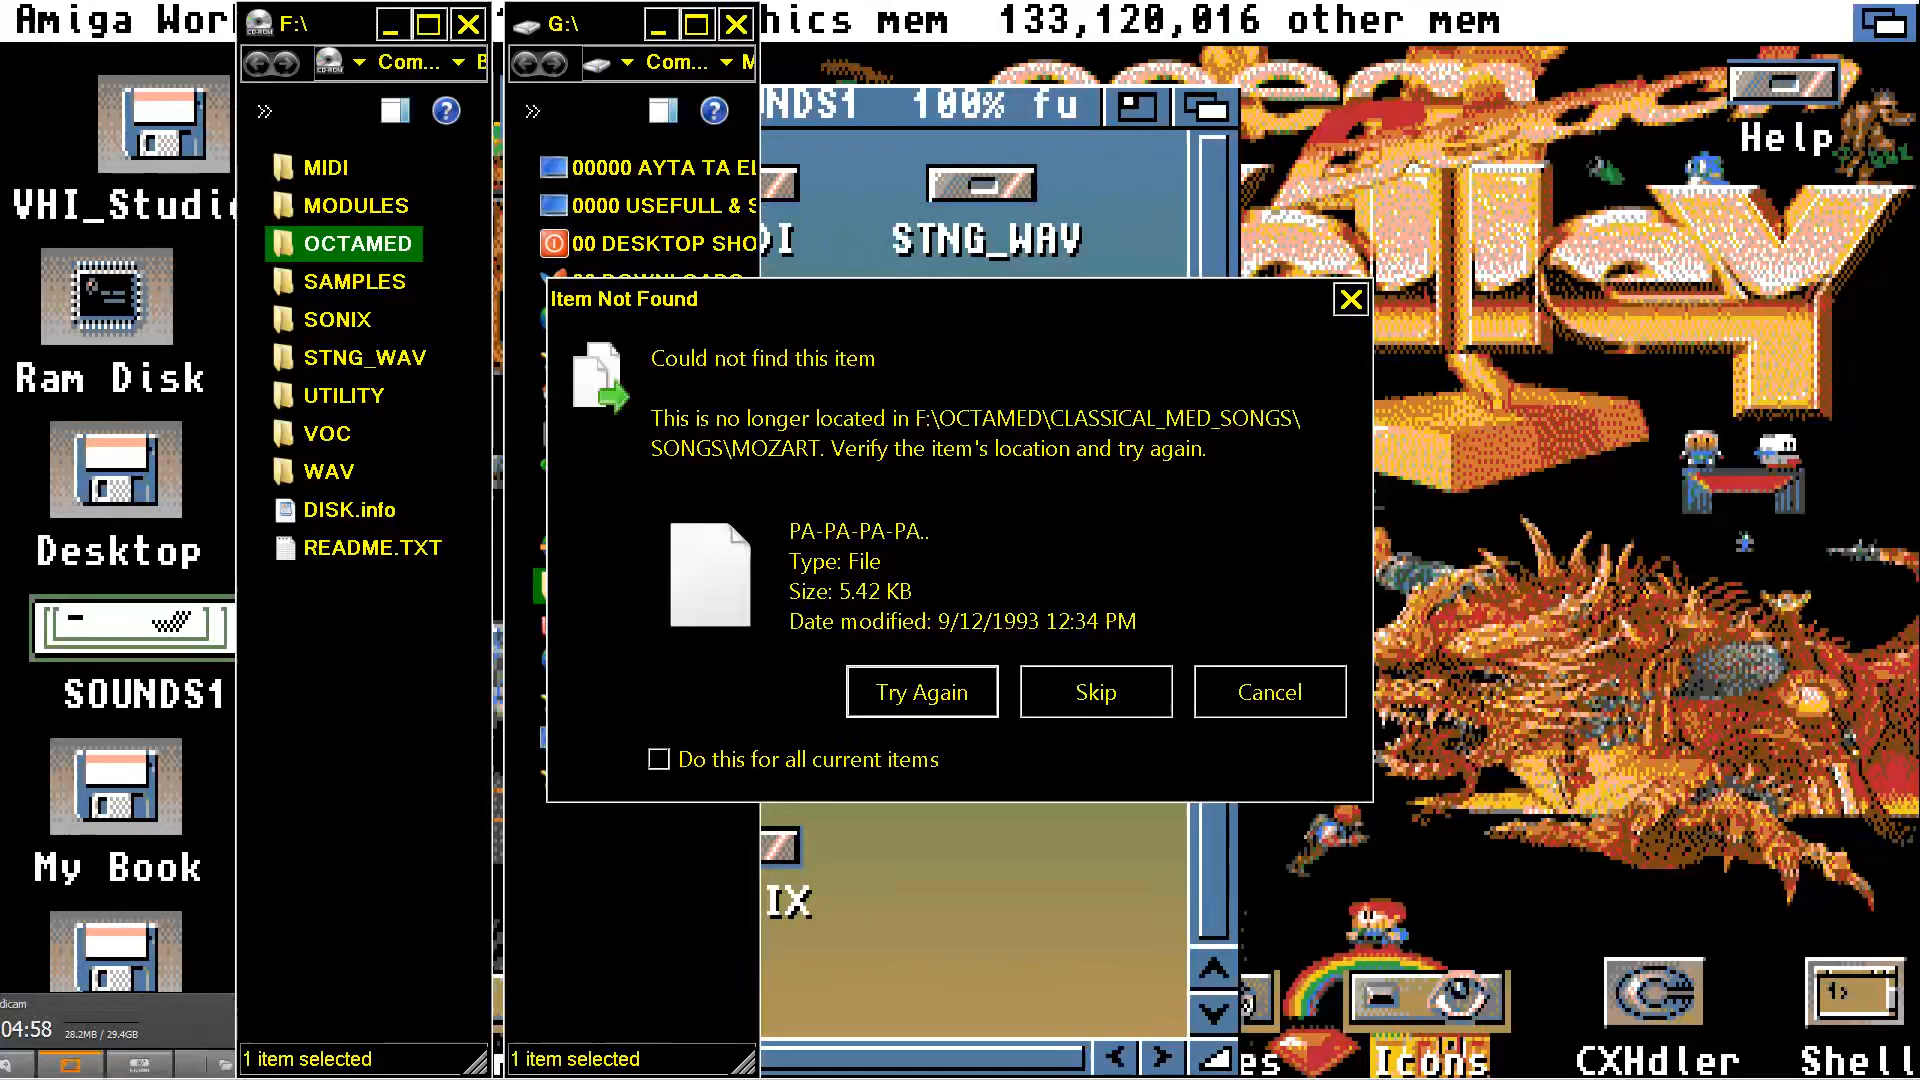 Amiga Wor
hics mem 133,120,016 other mem
F:\
G:\
Com...
Com...
NDS1 100% fu
Help
VHI_Studi
MIDI
MODULES
OCTAMED
SAMPLES
SONIX
STNG_WAV
UTILITY
VOC
WAV
DISK.info
README.TXT
00000 AYTA TA EL
0000 USEFULL & S
00 DESKTOP SHO
DI
STNG_WAV
Ram Disk
Desktop
SOUNDS1
My Book
Item Not Found
Could not find this item
This is no longer located in F:\OCTAMED\CLASSICAL_MED_SONGS\
SONGS\MOZART. Verify the item's location and try again.
PA-PA-PA-PA..
Type: File
Size: 5.42 KB
Date modified: 9/12/1993 12:34 PM
Try Again
Skip
Cancel
Do this for all current items
IX
dicam
04:58
28.2MB / 29.4GB
1 item selected
1 item selected
es
Icons
CXHdler
Shell
1>